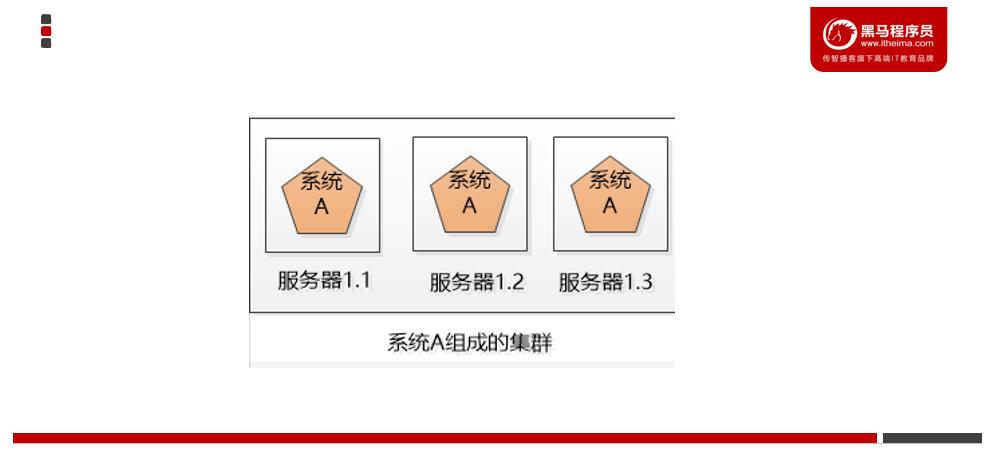 黑马程序员
www.itheima.com
传智播客旗下高端IT教育品牌
系统
A
系统
A
系统
A
服务器1.1
服务器1.2
服务器1.3
系统A组成的集群